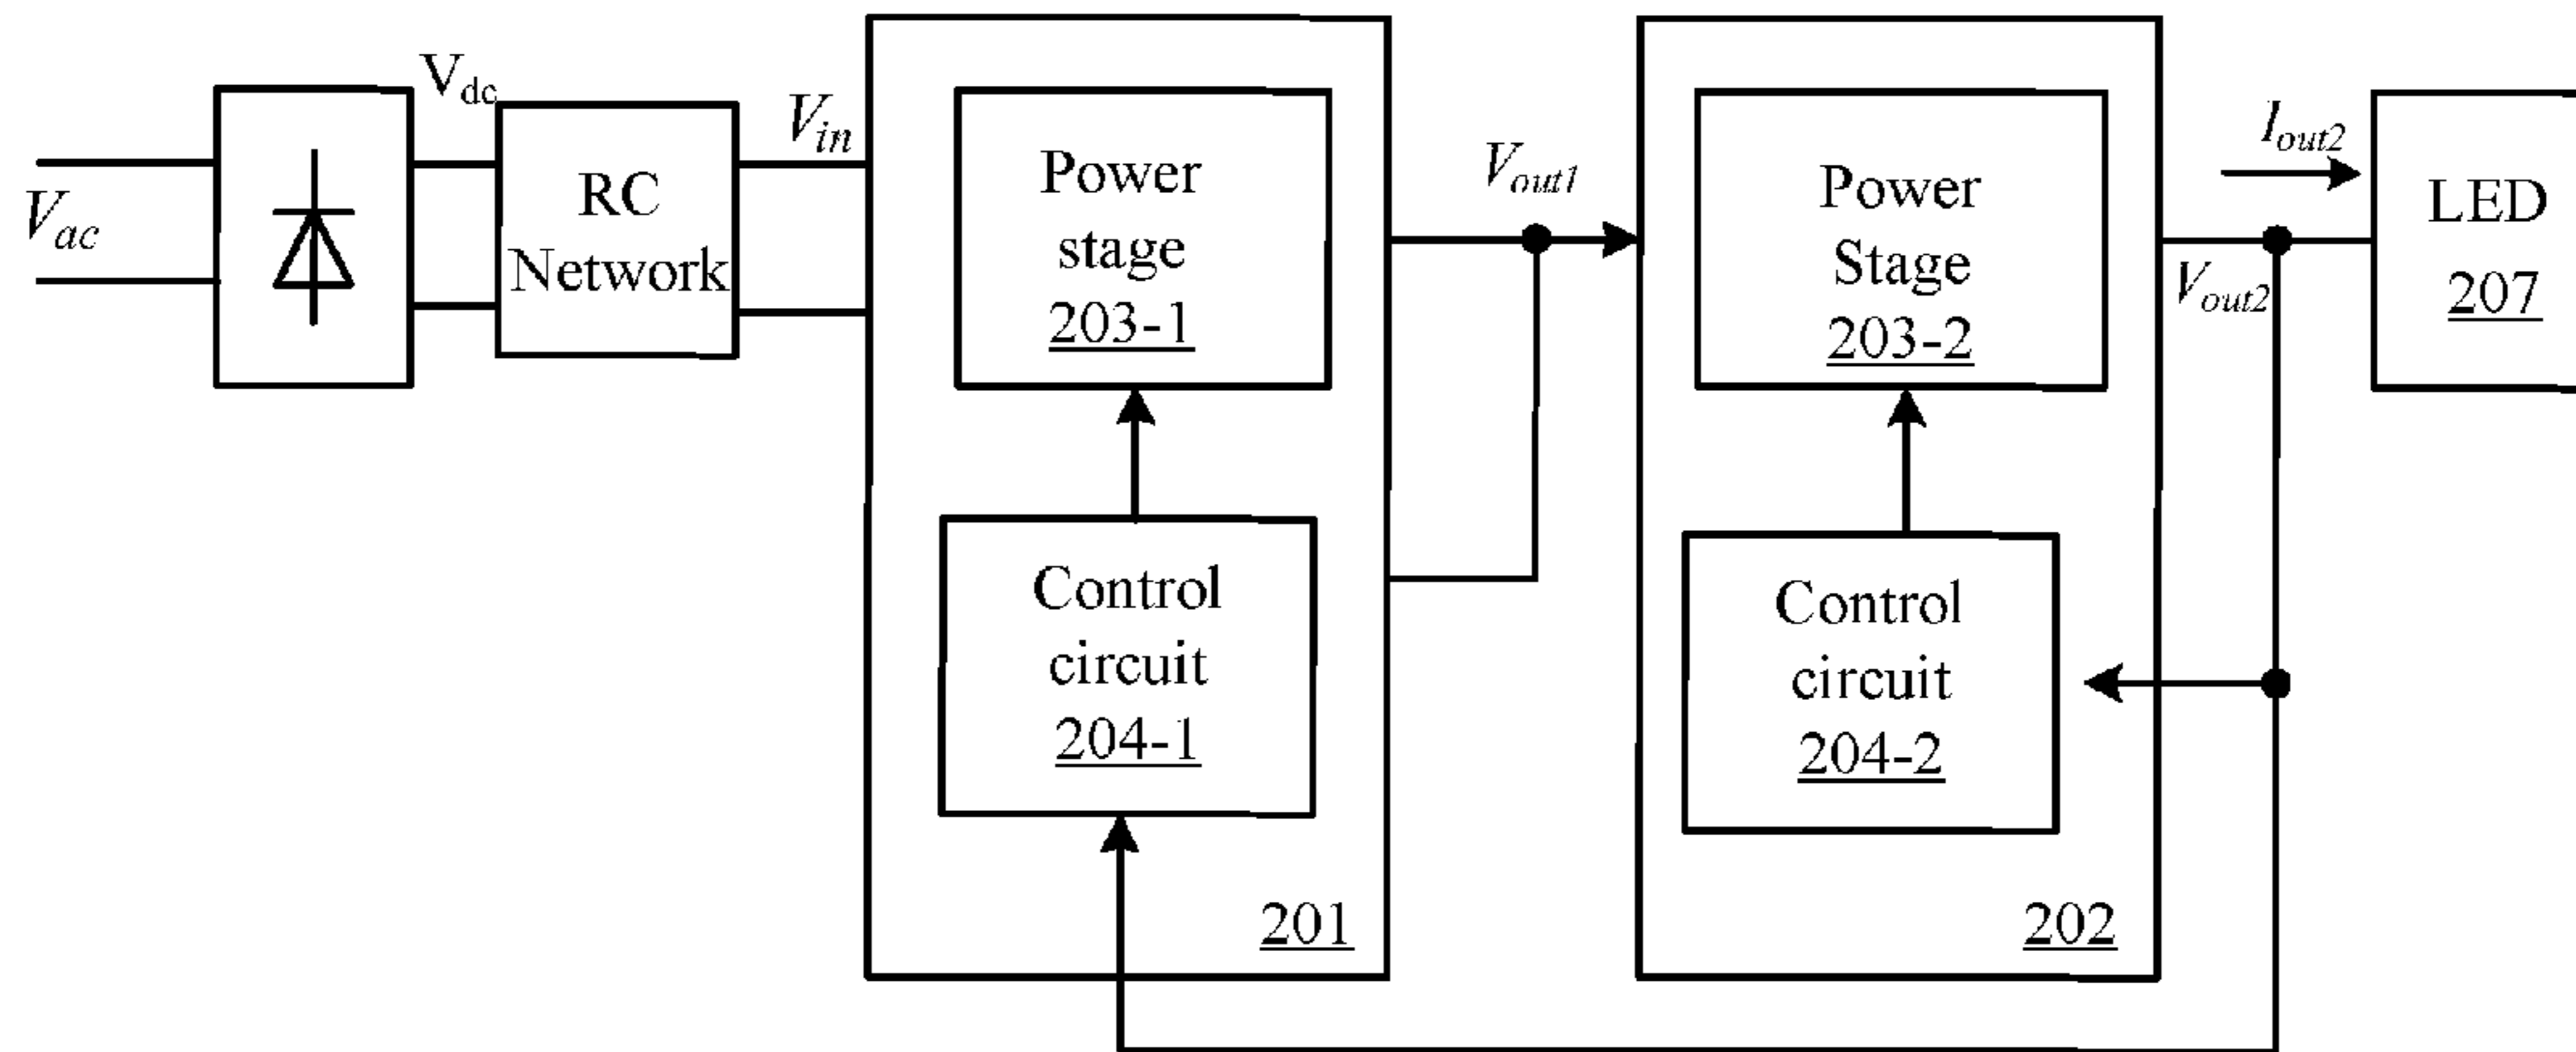 Vac
Vdc
RC
Network
Vin
Power
stage
203-1
Control
circuit
204-1
201
Vout1
Power
Stage
203-2
Control
circuit
204-2
202
Iout2
Vout2
LED
207